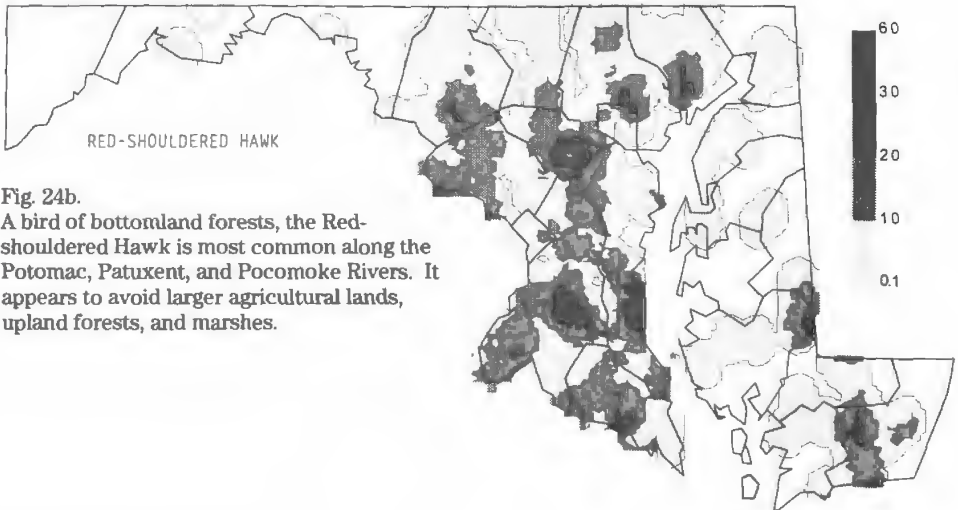 60
30
20
10
0.1
RED-SHOULDERED HAWK
Fig. 24b.
A bird of bottomland forests, the Red-
shouldered Hawk is most common along the
Potomac, Patuxent, and Pocomoke Rivers. It
appears to avoid larger agricultural lands,
upland forests, and marshes.